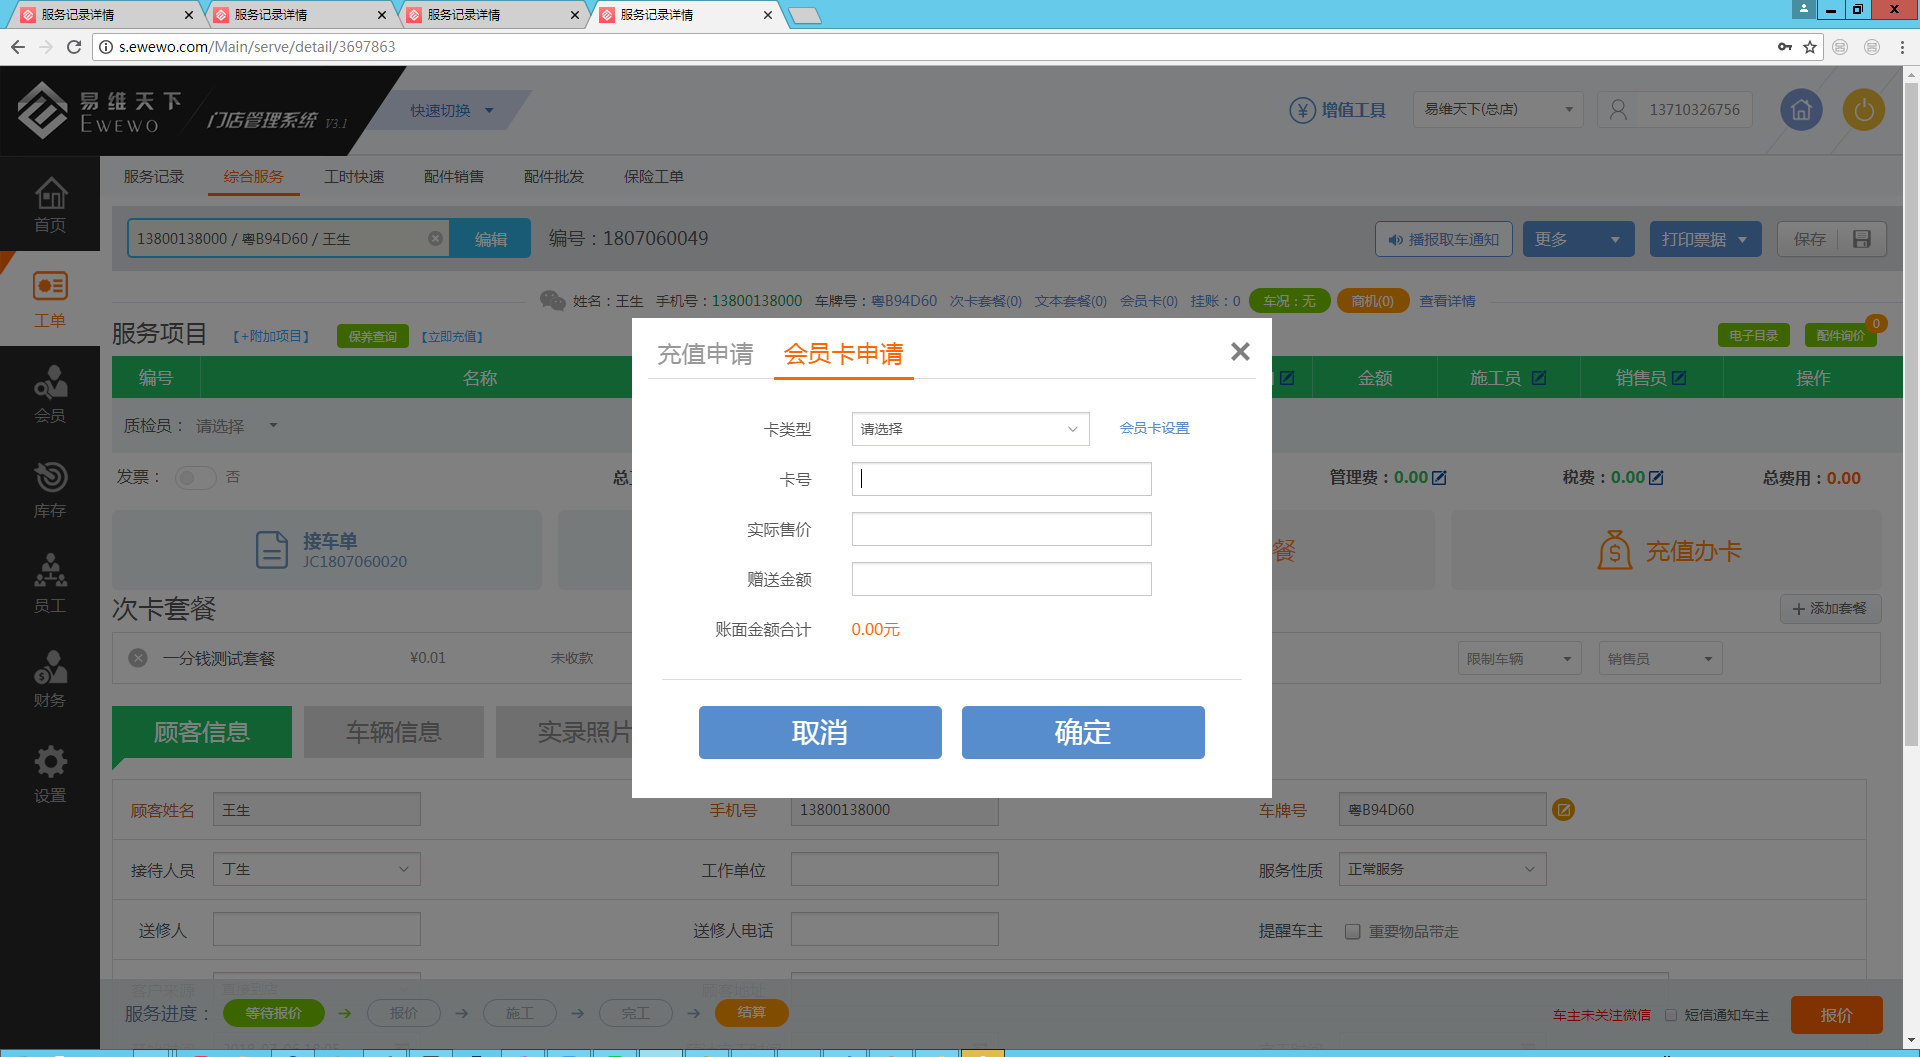 服务记录详情 服务记录详情 服务记录详情 服务记录详情
s.ewewo.com/Main/serve/detail/3697863
易维天下 EWEWO 门店管理系统 V3.1
快速切换 增值工具 易维天下(总店) 13710326756
服务记录 综合服务 工时快速 配件销售 配件批发 保险工单
首页
工单
会员
库存
员工
财务
设置
13800138000 / 粤B94D60 / 王生 编辑 编号：1807060049 播报取车通知 更多 打印票据 保存
姓名：王生 手机号：13800138000 车牌号：粤B94D60 次卡套餐(0) 文本套餐(0) 会员卡(0) 挂账：0 车况：无 商机(0) 查看详情
服务项目 【+附加项目】 保养查询 【立即充值】 电子目录 配件询价 0
编号 名称 金额 施工员 销售员 操作
质检员： 请选择
发票： 否 管理费：0.00 税费：0.00 总费用：0.00
接车单
JC1807060020
餐 充值办卡
次卡套餐 + 添加套餐
一分钱测试套餐 ¥0.01 未收款 限制车辆 销售员
充值申请 会员卡申请
卡类型 请选择 会员卡设置
卡号
实际售价
赠送金额
账面金额合计 0.00元
取消 确定
顾客信息 车辆信息 实录照片
顾客姓名 王生 手机号 13800138000 车牌号 粤B94D60
接待人员 丁生 工作单位 服务性质 正常服务
送修人 送修人电话 提醒车主 重要物品带走
服务进度： 等待报价 报价 施工 完工 结算 车主未关注微信 短信通知车主 报价